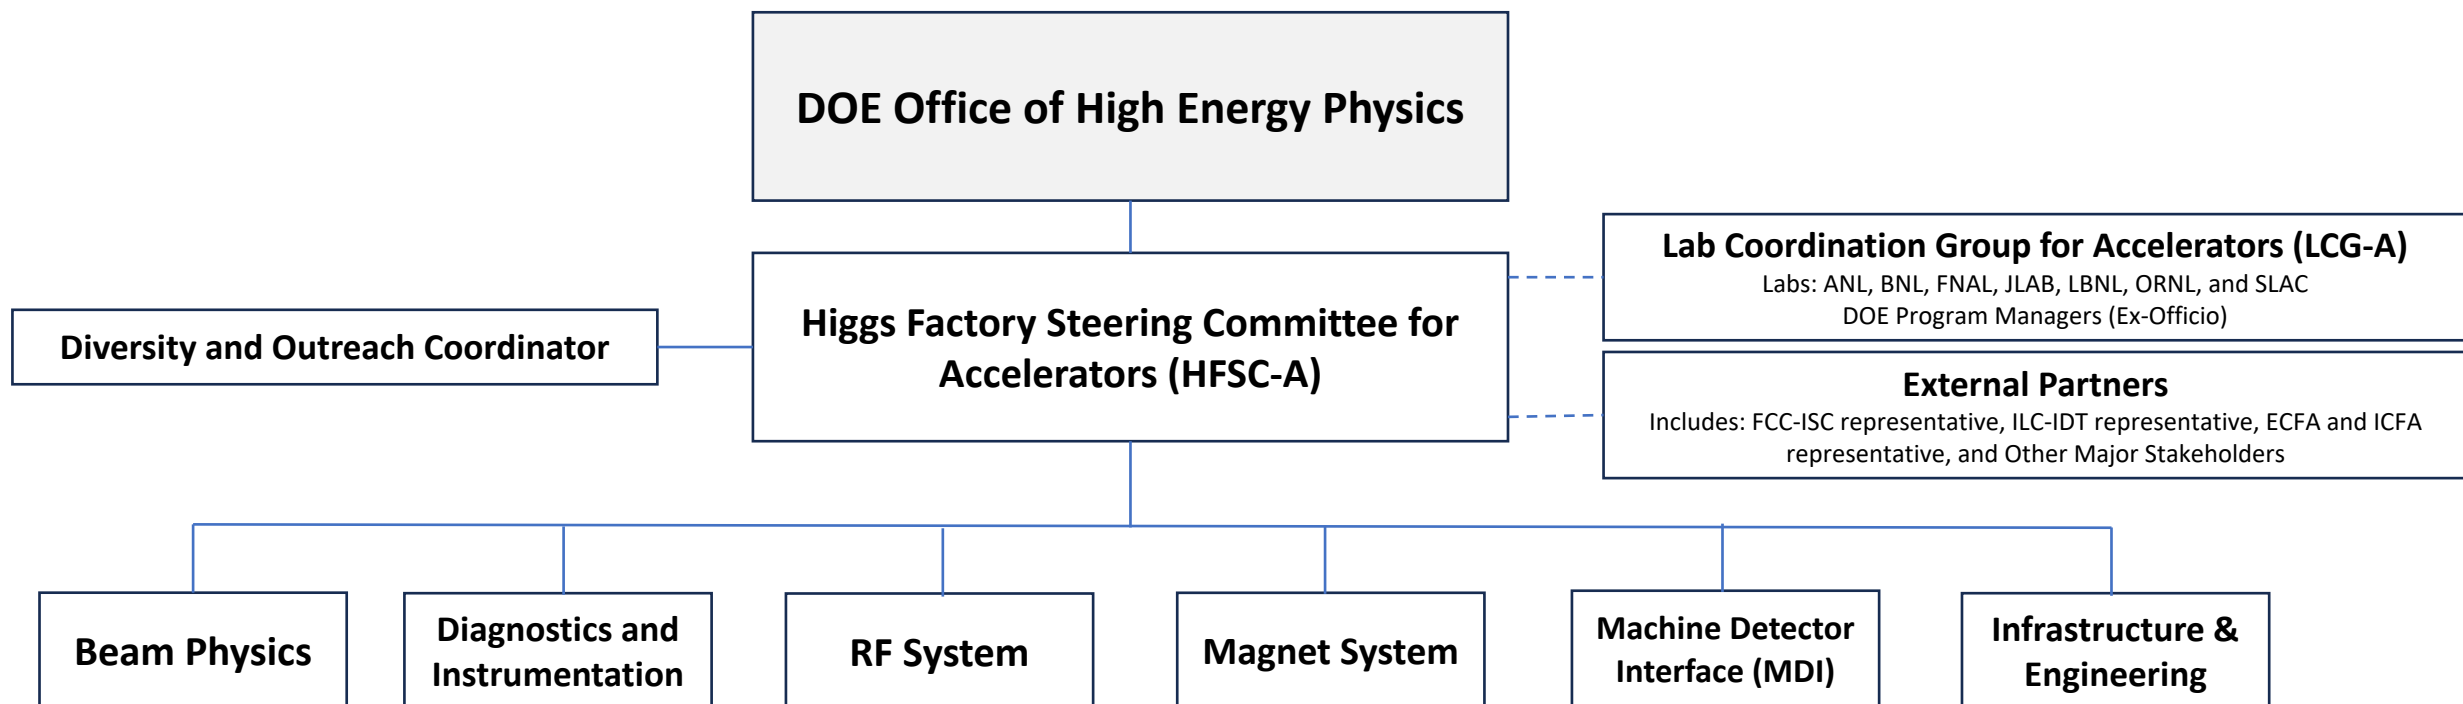 DOE Office of High Energy Physics
Lab Coordination Group for Accelerators (LCG-A)
Labs: ANL, BNL, FNAL, JLAB, LBNL, ORNL, and SLAC
DOE Program Managers (Ex-Officio)
Higgs Factory Steering Committee for
Accelerators (HFSC-A)
Diversity and Outreach Coordinator
External Partners
Includes: FCC-ISC representative, ILC-IDT representative, ECFA and ICFA
representative, and Other Major Stakeholders
Beam Physics
Diagnostics and
Instrumentation
RF System
Magnet System
Machine Detector
Interface (MDI)
Infrastructure &
Engineering